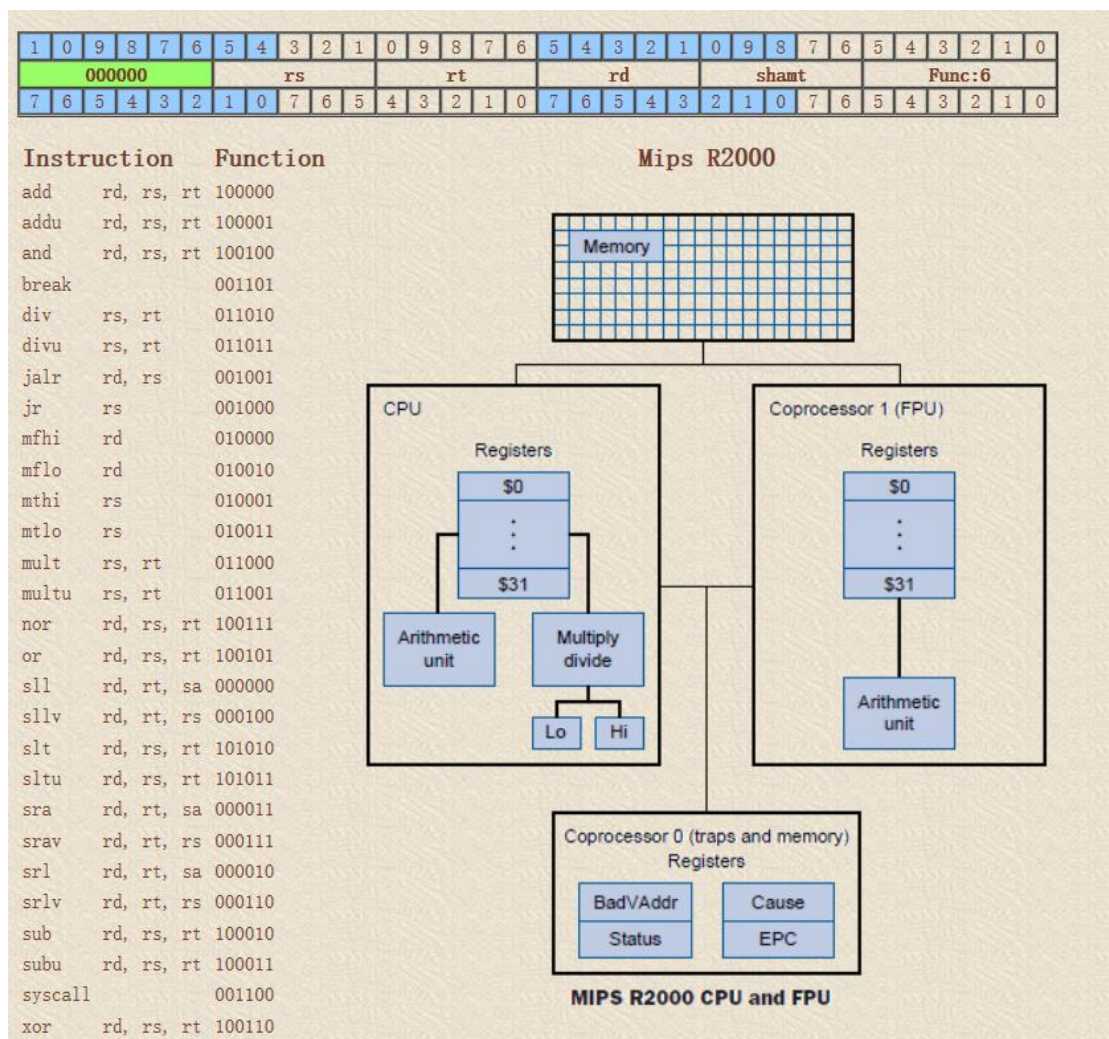 1 0 9 8 7 6 5 4 3 2 1 0 9 8 7 6 5 4 3 2 1 0 9 8 7 6 5 4 3 2 1 0
000000 rs rt rd shamt Func:6
7 6 5 4 3 2 1 0 7 6 5 4 3 2 1 0 7 6 5 4 3 2 1 0 7 6 5 4 3 2 1 0
Instruction Function
add rd, rs, rt 100000
addu rd, rs, rt 100001
and rd, rs, rt 100100
break 001101
div rs, rt 011010
divu rs, rt 011011
jalr rd, rs 001001
jr rs 001000
mfhi rd 010000
mflo rd 010010
mthi rs 010001
mtlo rs 010011
mult rs, rt 011000
multu rs, rt 011001
nor rd, rs, rt 100111
or rd, rs, rt 100101
sll rd, rt, sa 000000
sllv rd, rt, rs 000100
slt rd, rs, rt 101010
sltu rd, rs, rt 101011
sra rd, rt, sa 000011
srav rd, rt, rs 000111
srl rd, rt, sa 000010
srlv rd, rt, rs 000110
sub rd, rs, rt 100010
subu rd, rs, rt 100011
syscall 001100
xor rd, rs, rt 100110
Mips R2000
Memory
CPU
Registers
$0
$31
Arithmetic
unit
Multiply
divide
Lo
Hi
Coprocessor 1 (FPU)
Registers
$0
$31
Arithmetic
unit
Coprocessor 0 (traps and memory)
Registers
BadVAddr
Cause
Status
EPC
MIPS R2000 CPU and FPU